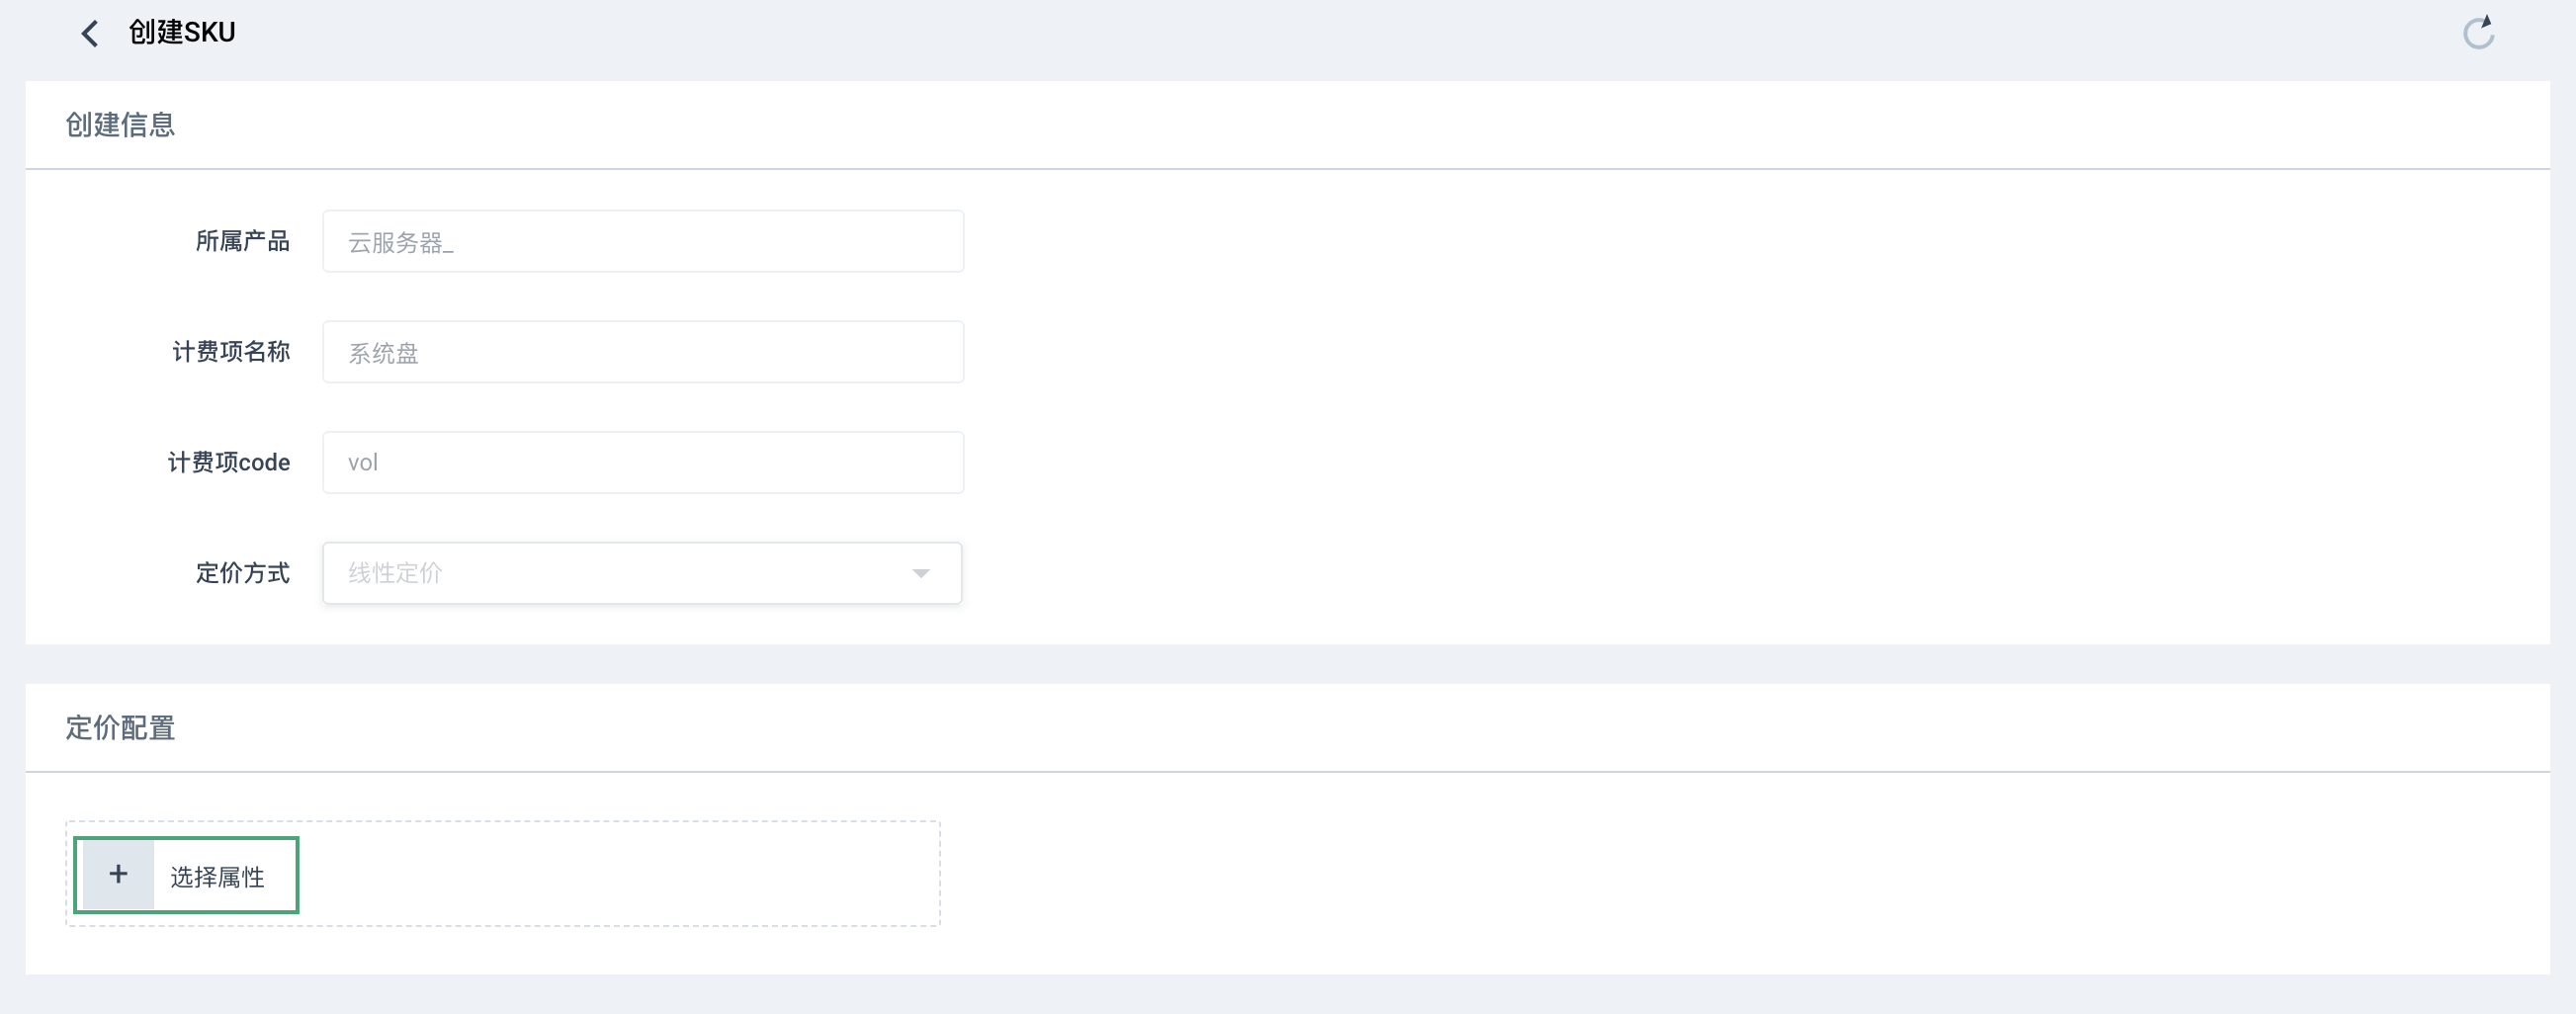 创建SKU
创建信息
所属产品 云服务器_
计费项名称 系统盘
计费项code vol
定价方式 线性定价
定价配置
+ 选择属性